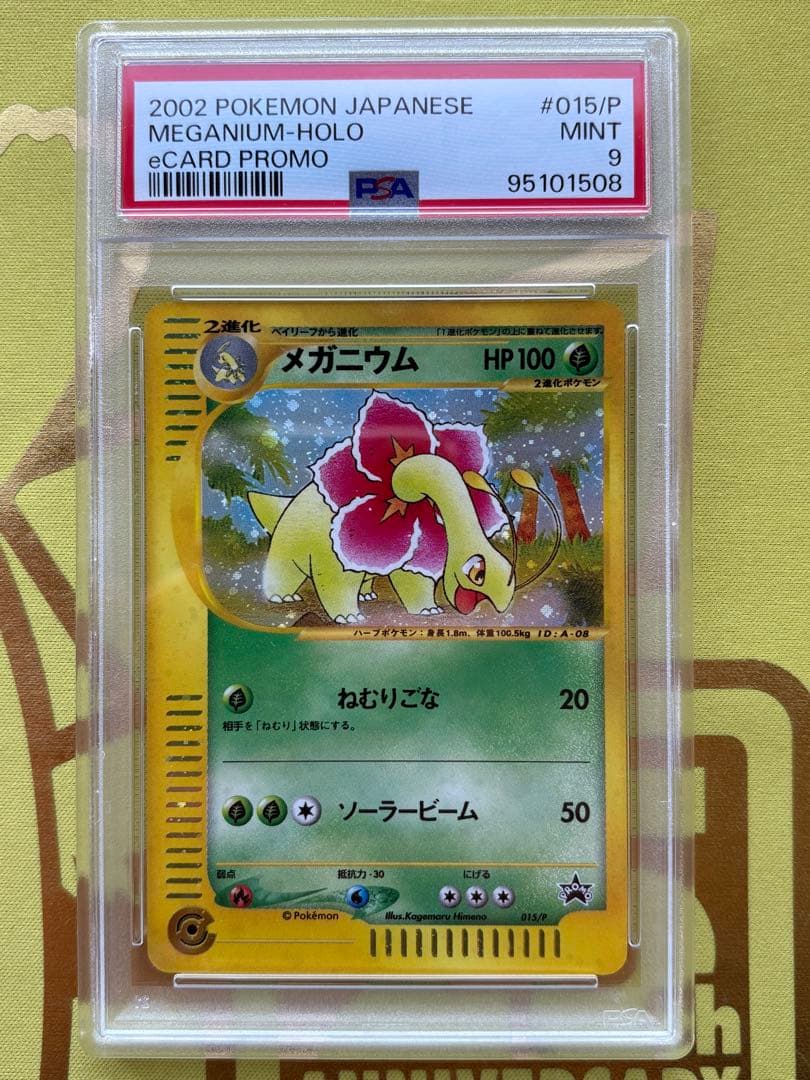 2002 POKEMON JAPANESE #015/P
MEGANIUM-HOLO MINT
eCARD PROMO 9
PSA 95101508
2進化 ベイリーフから進化 「1進化ポケモン」の上に重ねて進化させます。
メガニウム HP100
2進化ポケモン
ハーブポケモン:身長1.8m、体重100.5kg ID:A-08
ねむりごな 20
相手を「ねむり」状態にする。
ソーラービーム 50
弱点 抵抗力-30 にげる
PROMO
©Pokémon Illus.Kagemaru Himeno 015/P
PSA
th
ANNIVERSARY